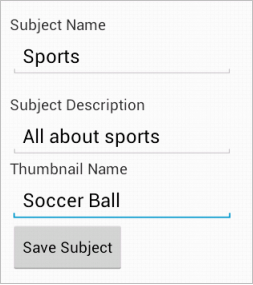 Subject Name
Sports
Subject Description
All about sports
Thumbnail Name
Soccer Ball
Save Subject